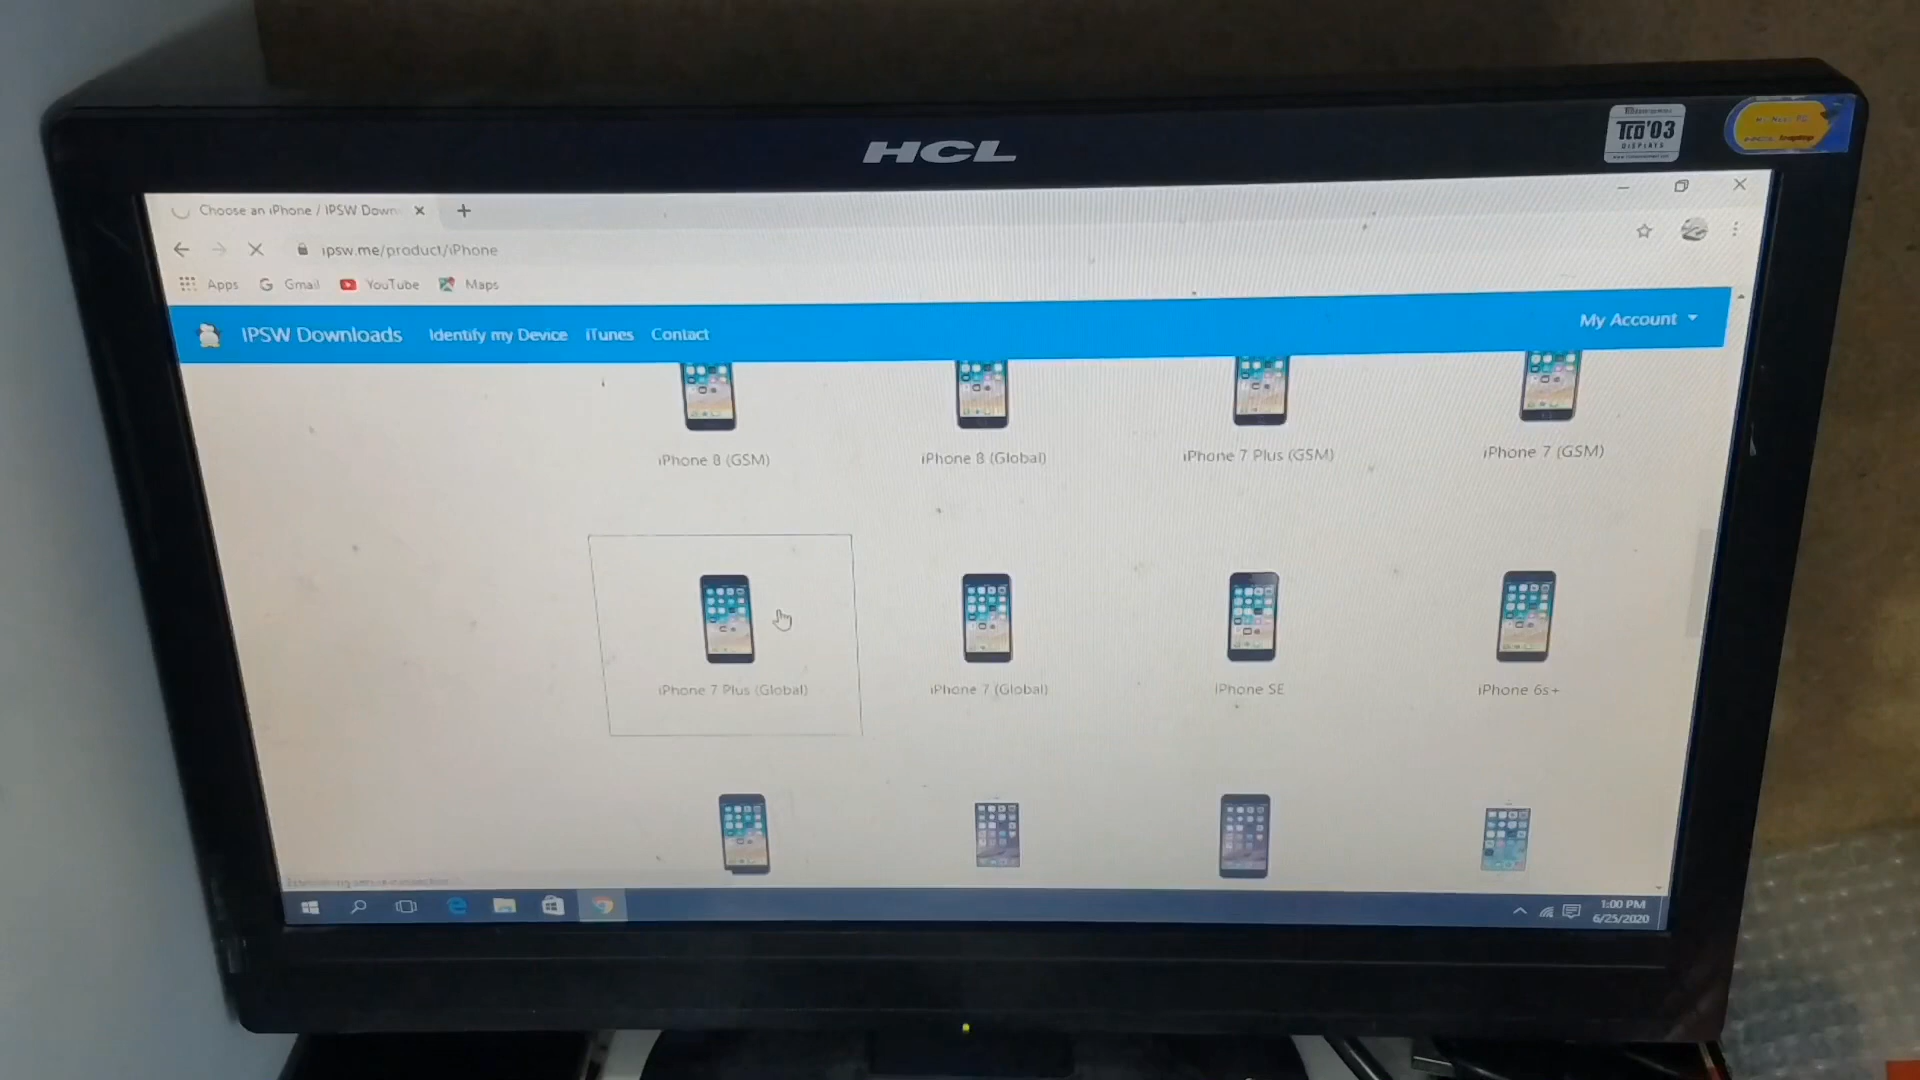 HCL
TCO'03
DISPLAYS
Choose an iPhone / IPSW Down
ipsw.me/product/iPhone
Apps Gmail YouTube Maps
IPSW Downloads Identify my Device iTunes Contact My Account
iPhone 8 (GSM) iPhone 8 (Global) iPhone 7 Plus (GSM) iPhone 7 (GSM)
iPhone 7 Plus (Global) iPhone 7 (Global) iPhone SE iPhone 6s+
1:00 PM
6/25/2020